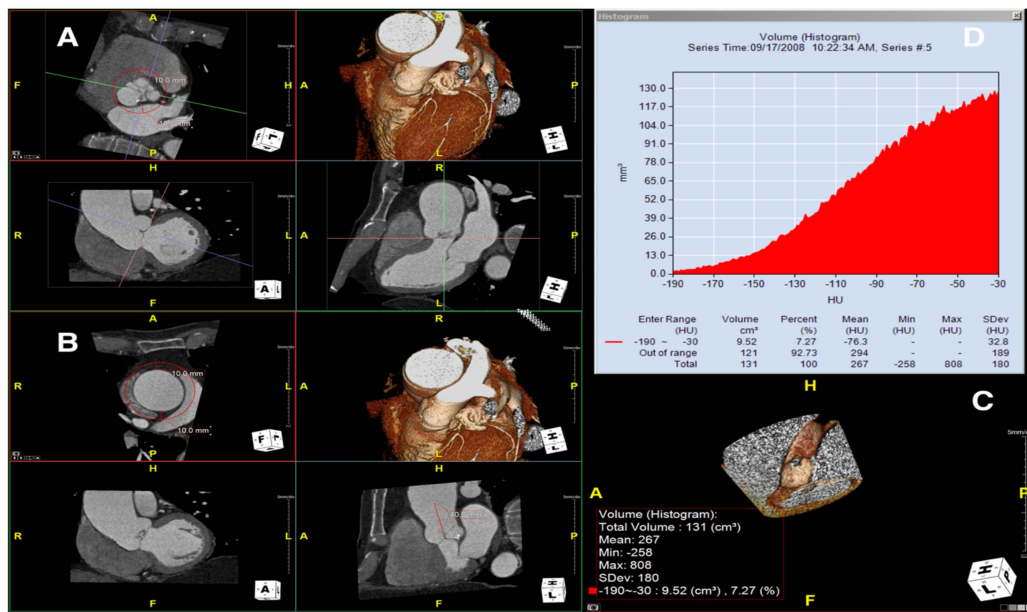 A
A
F
H
P
10.0 mm
R
A
P
L
H
R
L
F
A
R
A
P
L
B
A
R
L
P
10.0 mm
10.0 mm
F
R
A
P
L
H
R
L
F
A
H
A
P
F
Histogram
D
Volume (Histogram)
Series Time:09/17/2008 10:22:34 AM, Series #:5
mm³
130.0
117.0
104.0
91.0
78.0
65.0
52.0
39.0
26.0
13.0
0.0
-190 -170 -150 -130 -110 -90 -70 -50 -30
HU
Enter Range (HU) Volume cm³ Percent (%) Mean (HU) Min (HU) Max (HU) SDev (HU)
-190 ~ -30 9.52 7.27 -76.3 - - 32.8
Out of range 121 92.73 294 - - 189
Total 131 100 267 -258 808 180
H
C
A
P
F
Volume (Histogram):
Total Volume : 131 (cm³)
Mean: 267
Min: -258
Max: 808
SDev: 180
-190~-30 : 9.52 (cm³) , 7.27 (%)